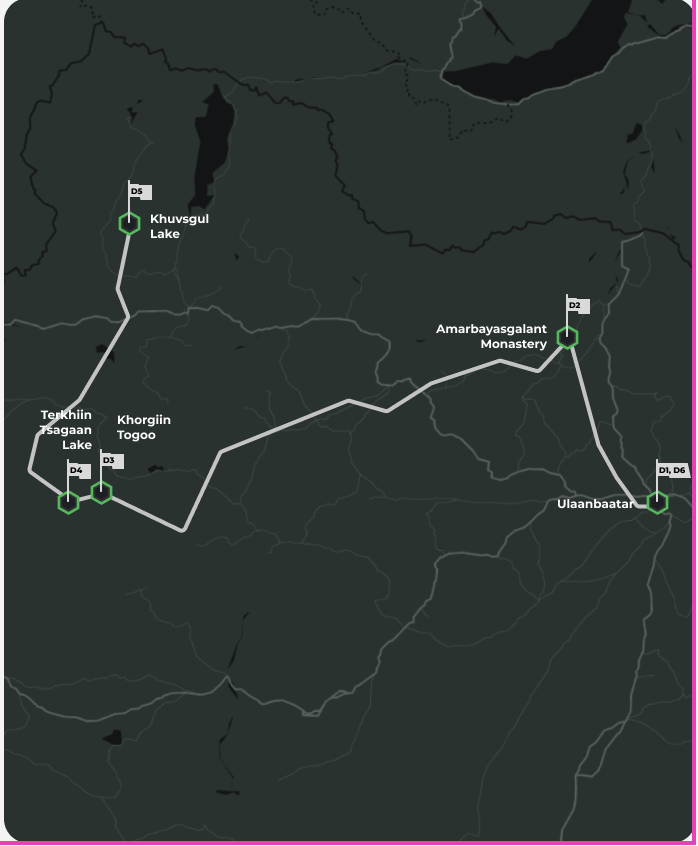 D5
Khuvsgul
Lake
D2
Amarbayasgalant
Monastery
Terkhiin
Tsagaan
Lake
Khorgiin
Togoo
D4
D3
D1, D6
Ulaanbaatar